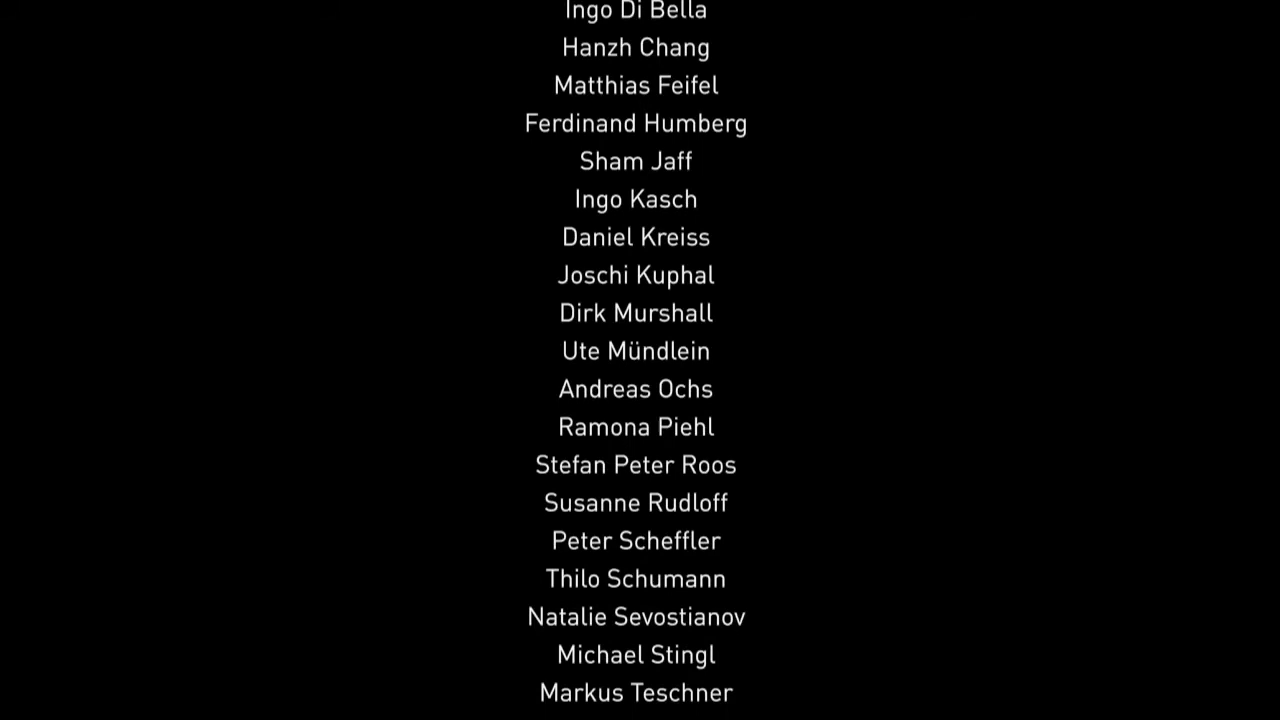 Ingo Di Bella
Hanzh Chang
Matthias Feifel
Ferdinand Humberg
Sham Jaff
Ingo Kasch
Daniel Kreiss
Joschi Kuphal
Dirk Murshall
Ute Mündlein
Andreas Ochs
Ramona Piehl
Stefan Peter Roos
Susanne Rudloff
Peter Scheffler
Thilo Schumann
Natalie Sevostianov
Michael Stingl
Markus Teschner